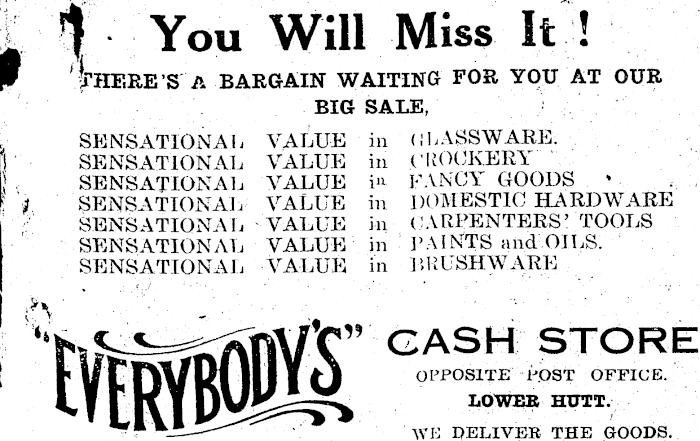 You Will Miss It !
THERE'S A BARGAIN WAITING FOR YOU AT OUR
BIG SALE,
SENSATIONAL VALUE in GLASSWARE.
SENSATIONAL VALUE in CROCKERY
SENSATIONAL VALUE in FANCY GOODS
SENSATIONAL VALUE in DOMESTIC HARDWARE
SENSATIONAL VALUE in CARPENTERS' TOOLS
SENSATIONAL VALUE in PAINTS and OILS.
SENSATIONAL VALUE in BRUSHWARE
"EVERYBODY'S" CASH STORE
OPPOSITE POST OFFICE.
LOWER HUTT.
WE DELIVER THE GOODS.